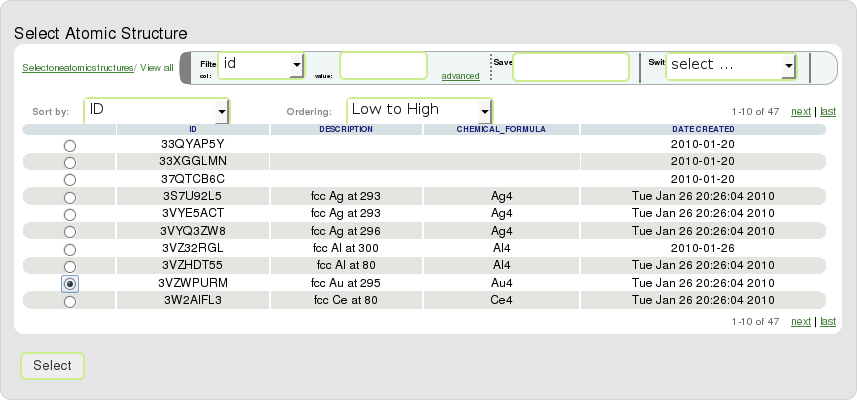 Select Atomic Structure
Selectoneatomicstructures/ View all
Filte
col:
id
value:
advanced
Save
Swit
select ...
Sort by:
ID
Ordering:
Low to High
1-10 of 47 next | last
ID DESCRIPTION CHEMICAL_FORMULA DATE CREATED
33QYAP5Y 2010-01-20
33XGGLMN 2010-01-20
37QTCB6C 2010-01-20
3S7U92L5 fcc Ag at 293 Ag4 Tue Jan 26 20:26:04 2010
3VYE5ACT fcc Ag at 293 Ag4 Tue Jan 26 20:26:04 2010
3VYQ3ZW8 fcc Ag at 296 Ag4 Tue Jan 26 20:26:04 2010
3VZ32RGL fcc Al at 300 Al4 2010-01-26
3VZHDT55 fcc Al at 80 Al4 Tue Jan 26 20:26:04 2010
3VZWPURM fcc Au at 295 Au4 Tue Jan 26 20:26:04 2010
3W2AIFL3 fcc Ce at 80 Ce4 Tue Jan 26 20:26:04 2010
1-10 of 47 next | last
Select